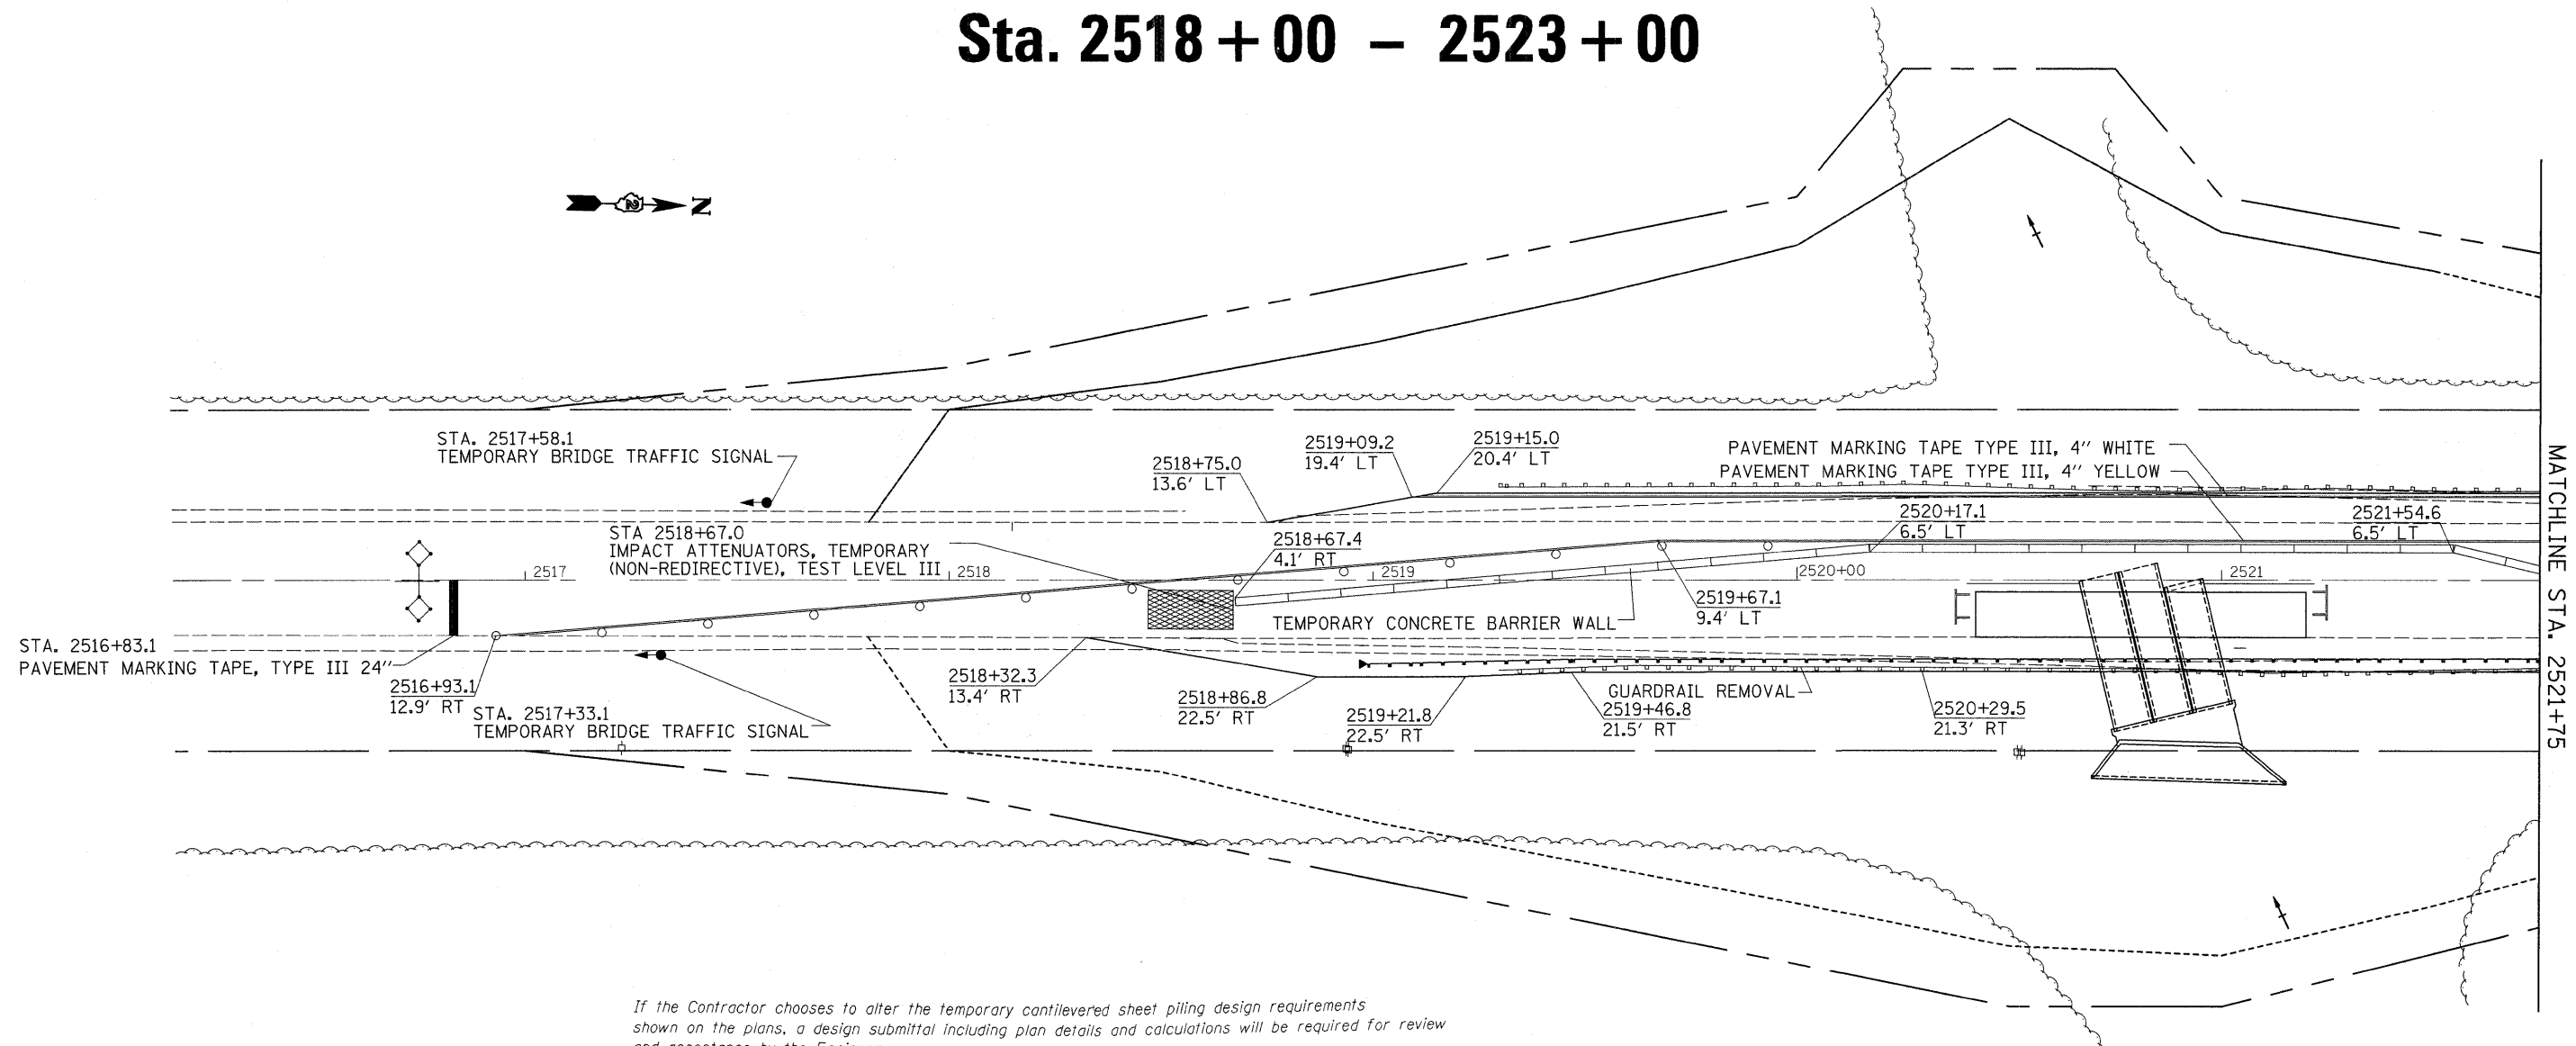 Sta. 2518+00 – 2523+00
N
STA. 2517+58.1
TEMPORARY BRIDGE TRAFFIC SIGNAL
2518+75.0
13.6' LT
2519+09.2
19.4' LT
2519+15.0
20.4' LT
PAVEMENT MARKING TAPE TYPE III, 4'' WHITE
PAVEMENT MARKING TAPE TYPE III, 4'' YELLOW
STA 2518+67.0
IMPACT ATTENUATORS, TEMPORARY
(NON-REDIRECTIVE), TEST LEVEL III
2518+67.4
4.1' RT
2520+17.1
6.5' LT
2521+54.6
6.5' LT
2517
2518
2519
2520+00
2521
MATCHLINE STA. 2521+75
2519+67.1
9.4' LT
TEMPORARY CONCRETE BARRIER WALL
STA. 2516+83.1
PAVEMENT MARKING TAPE, TYPE III 24''
2516+93.1
12.9' RT
STA. 2517+33.1
TEMPORARY BRIDGE TRAFFIC SIGNAL
2518+32.3
13.4' RT
2518+86.8
22.5' RT
2519+21.8
22.5' RT
GUARDRAIL REMOVAL
2519+46.8
21.5' RT
2520+29.5
21.3' RT
If the Contractor chooses to alter the temporary cantilevered sheet piling design requirements
shown on the plans, a design submittal including plan details and calculations will be required for review